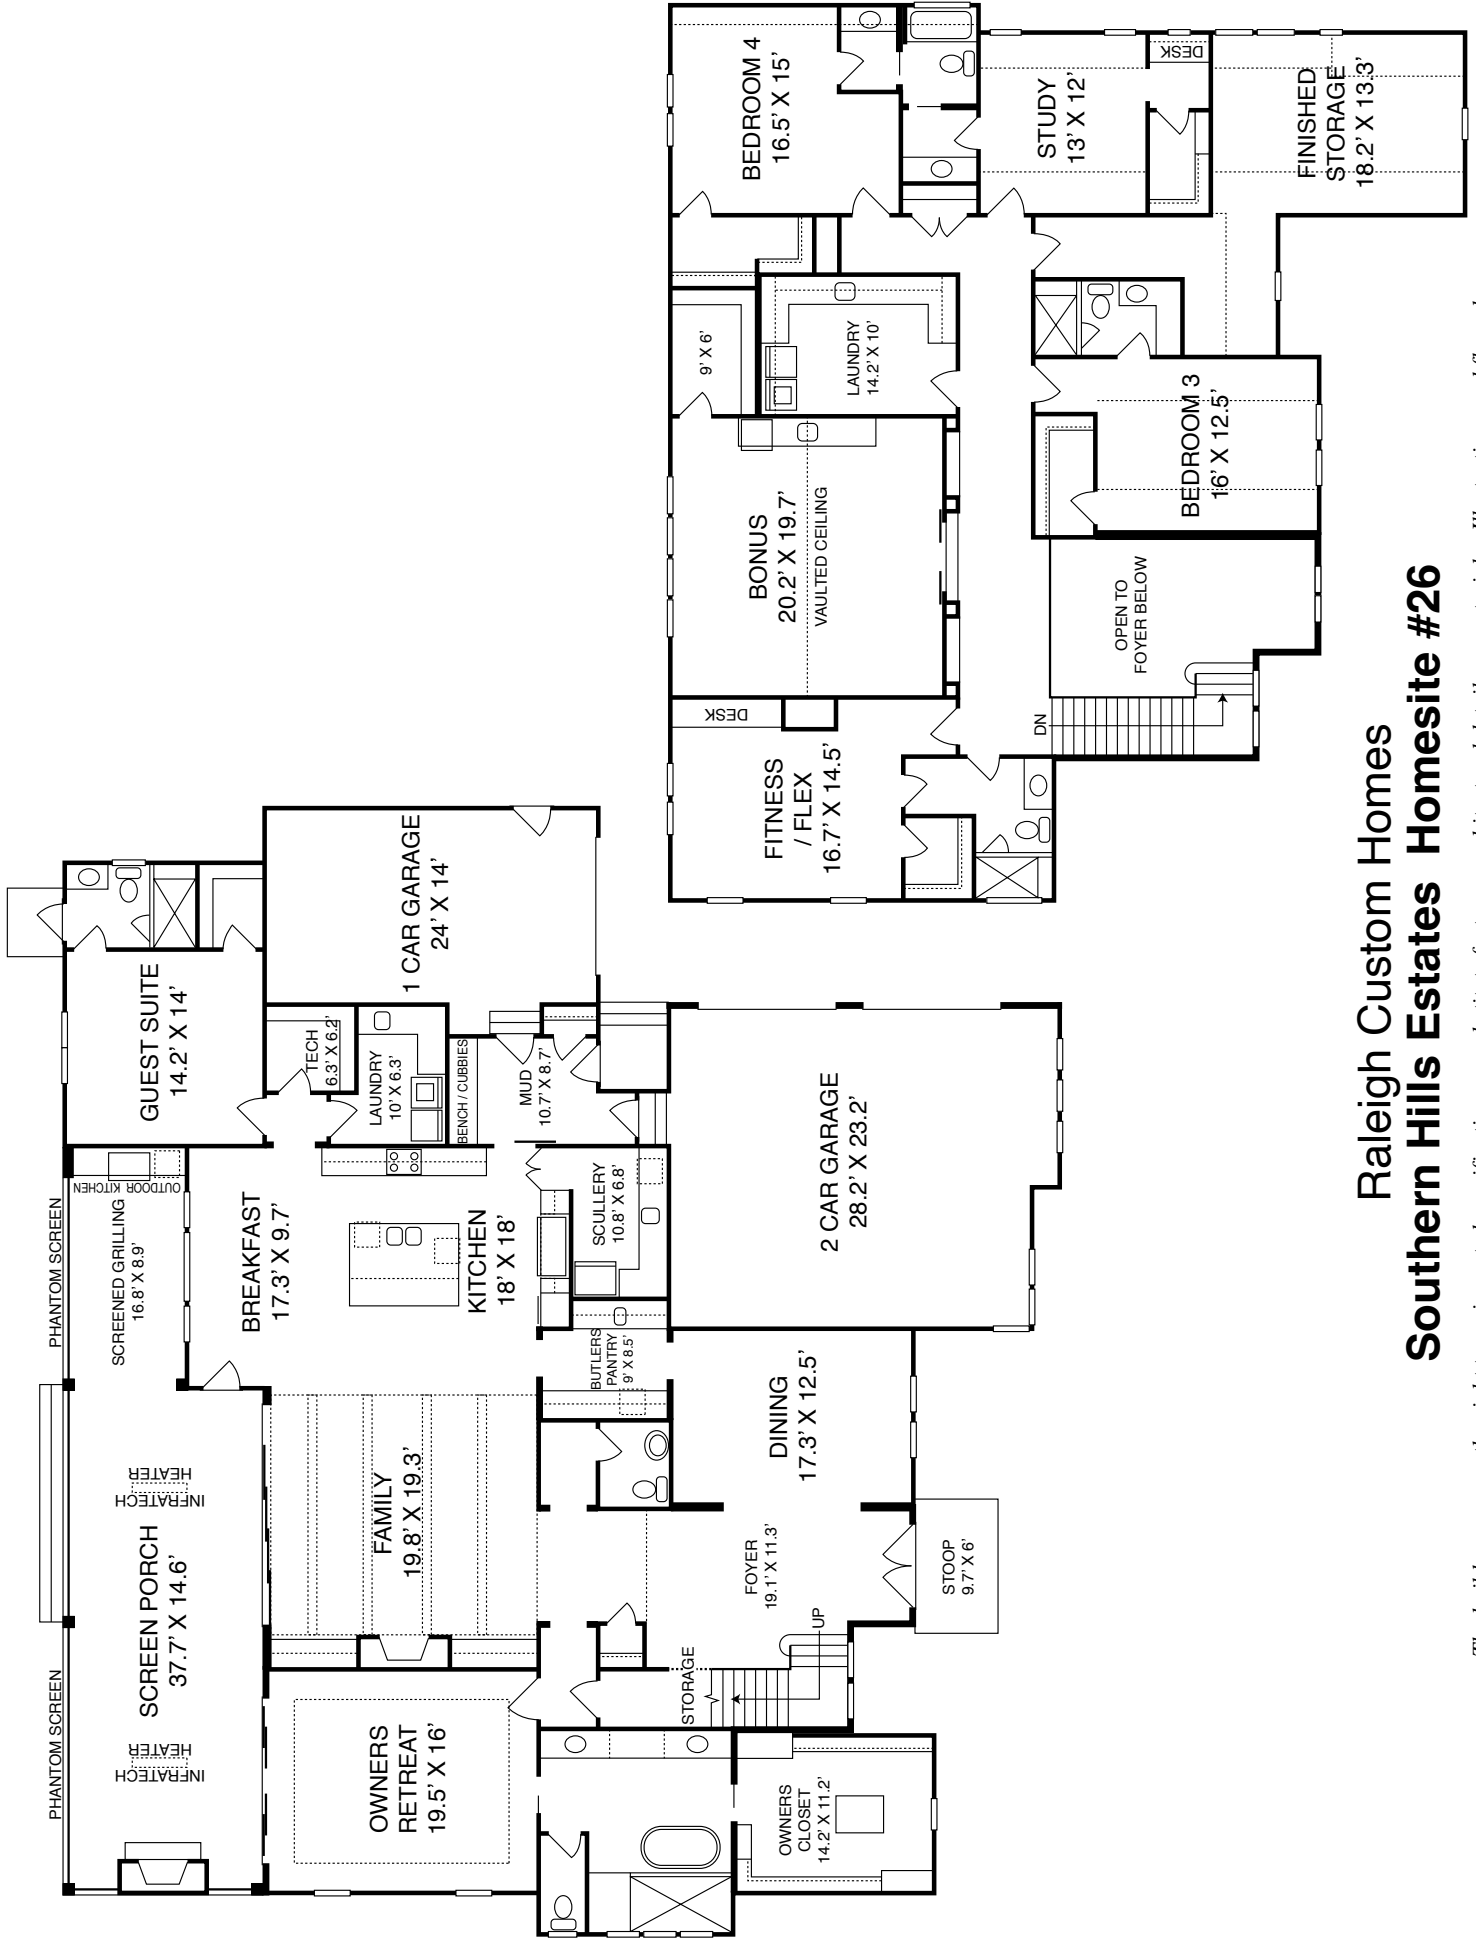 PHANTOM SCREEN
PHANTOM SCREEN
INFRATECH
HEATER
INFRATECH
HEATER
SCREEN PORCH
37.7’ X 14.6’
SCREENED GRILLING
16.8’ X 8.9’
OUTDOOR KITCHEN
GUEST SUITE
14.2’ X 14’
OWNERS
RETREAT
19.5’ X 16’
FAMILY
19.8’ X 19.3’
BREAKFAST
17.3’ X 9.7’
KITCHEN
18’ X 18’
TECH
6.3’ X 6.2’
LAUNDRY
10’ X 6.3’
BENCH / CUBBIES
MUD
10.7’ X 8.7’
1 CAR GARAGE
24’ X 14’
SCULLERY
10.8’ X 6.8’
BUTLERS
PANTRY
9’ X 8.5’
STORAGE
UP
FOYER
19.1’ X 11.3’
DINING
17.3’ X 12.5’
2 CAR GARAGE
28.2’ X 23.2’
OWNERS
CLOSET
14.2’ X 11.2’
STOOP
9.7’ X 6’
FITNESS
/ FLEX
16.7’ X 14.5’
DESK
BONUS
20.2’ X 19.7’
VAULTED CEILING
9’ X 6’
LAUNDRY
14.2’ X 10’
BEDROOM 4
16.5’ X 15’
STUDY
13’ X 12’
DESK
DN
OPEN TO
FOYER BELOW
BEDROOM 3
16’ X 12.5’
FINISHED
STORAGE
18.2’ X 13.3’
Raleigh Custom Homes
Southern Hills Estates Homesite #26